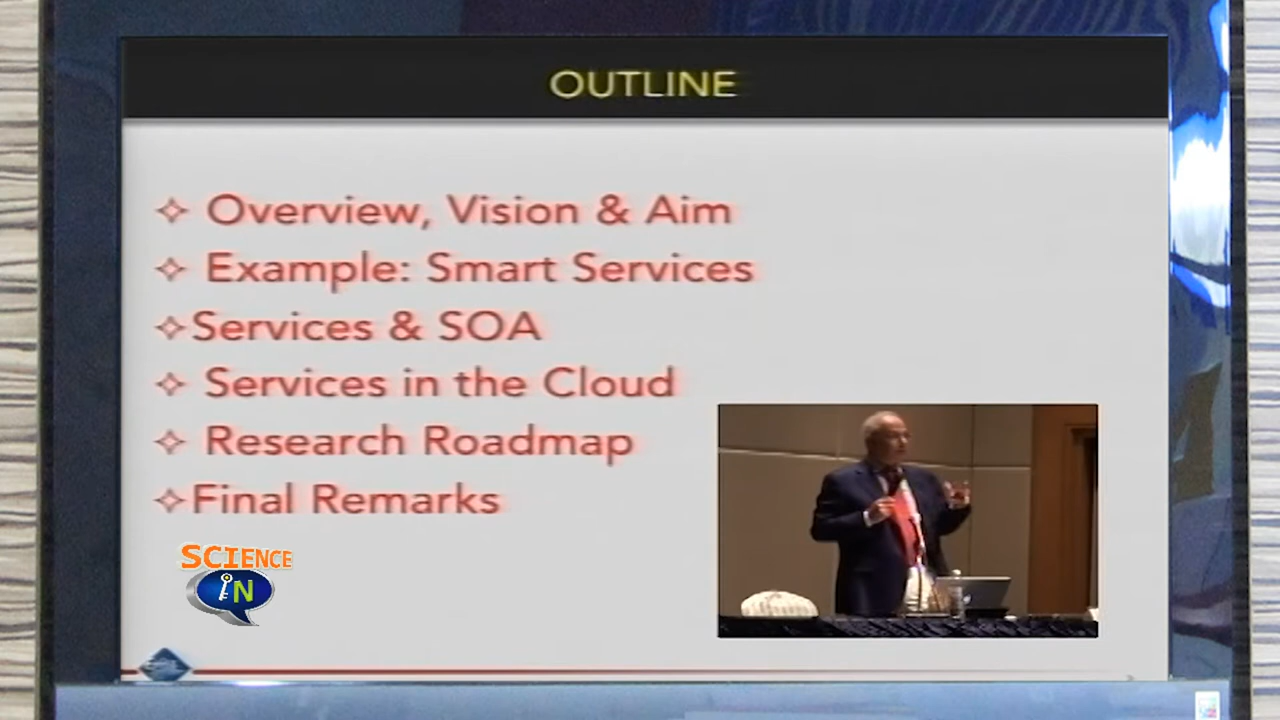 OUTLINE
✧ Overview, Vision & Aim
✧ Example: Smart Services
✧Services & SOA
✧ Services in the Cloud
✧ Research Roadmap
✧Final Remarks
SCIENCE
iN